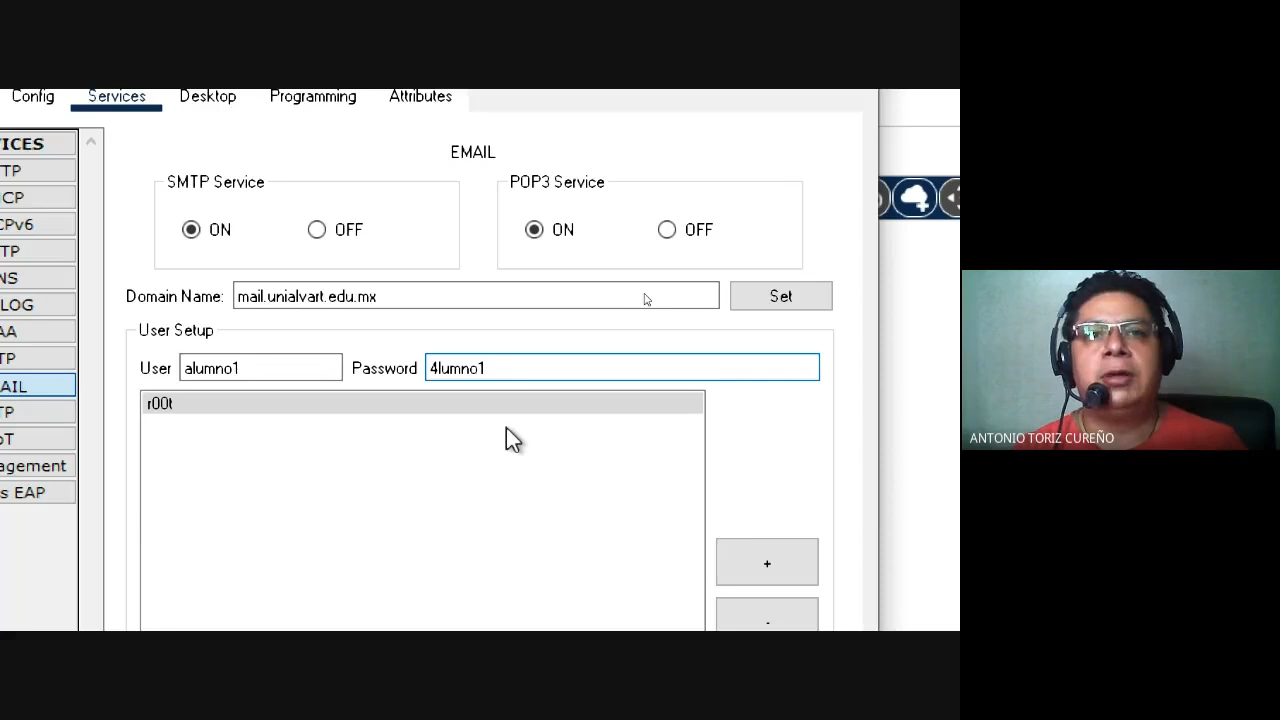 Config Services Desktop Programming Attributes
ICES
TP
ICP
CPv6
TP
NS
LOG
AA
TP
AIL
TP
oT
agement
s EAP
EMAIL
SMTP Service
ON OFF
POP3 Service
ON OFF
Domain Name: mail.unialvart.edu.mx Set
User Setup
User alumno1 Password 4lumno1
r00t
+
-
ANTONIO TORIZ CUREÑO